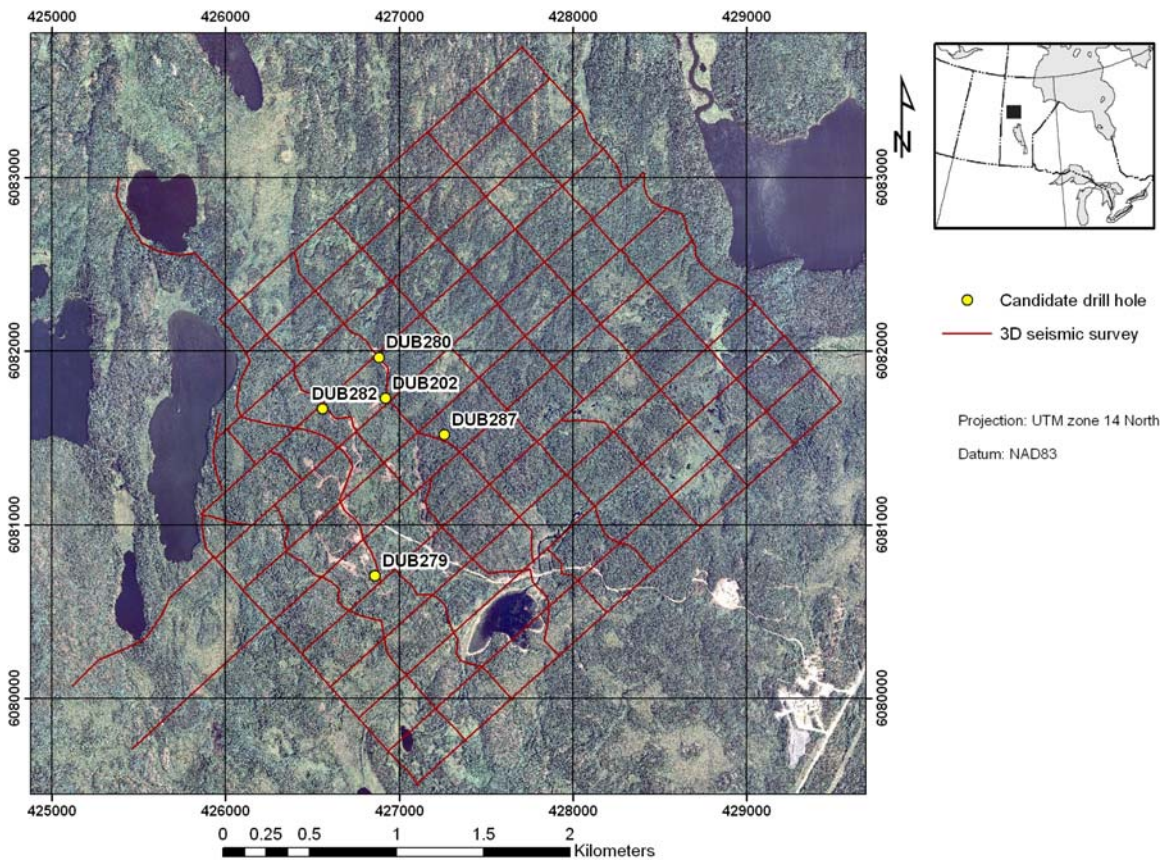 425000 426000 427000 428000 429000
6083000 6083000
6082000 6082000
6081000 6081000
6080000 6080000
DUB280
DUB202
DUB282
DUB287
DUB279
N
Candidate drill hole
3D seismic survey
Projection: UTM zone 14 North
Datum: NAD83
425000 426000 427000 428000 429000
0 0.25 0.5 1 1.5 2
Kilometers